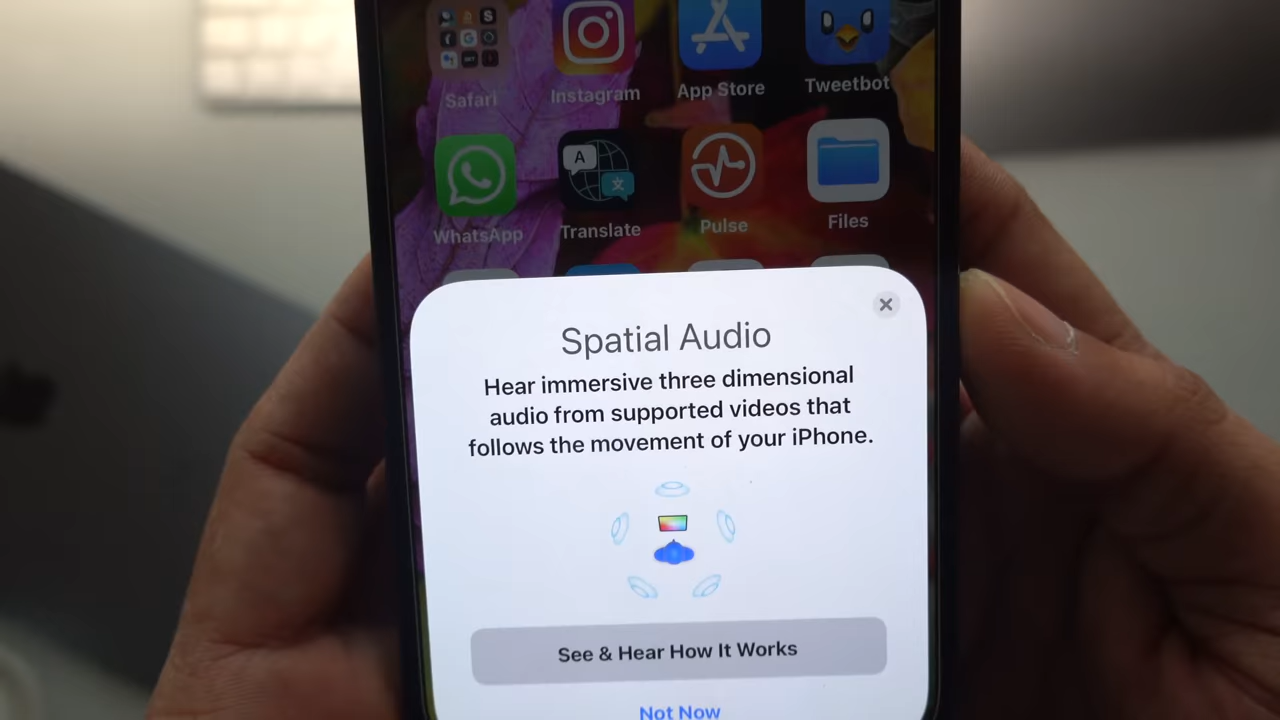 Safari
Instagram
App Store
Tweetbot
A
文
WhatsApp
Translate
Pulse
Files
Spatial Audio
Hear immersive three dimensional
audio from supported videos that
follows the movement of your iPhone.
See & Hear How It Works
Not Now